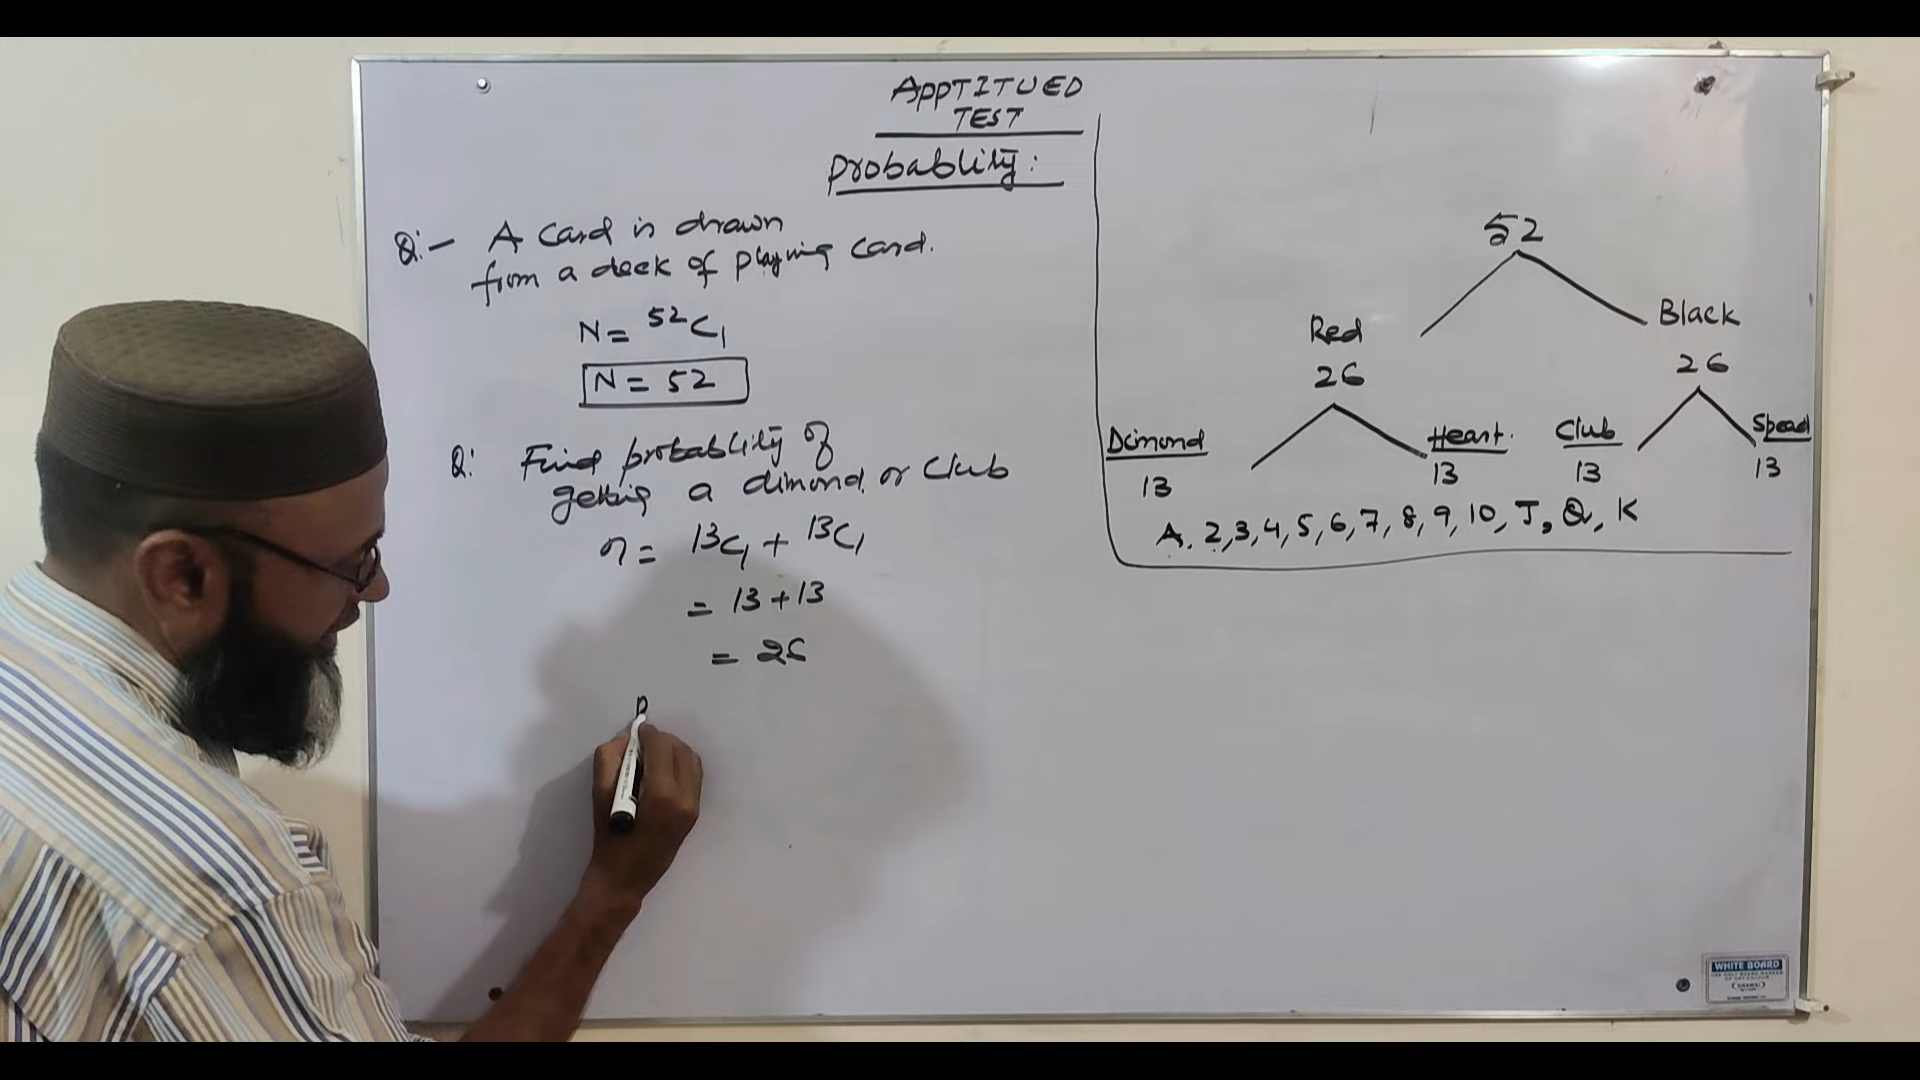 APPTITUED
TEST
Probablity:
Q:- A Card is drawn
from a deck of playing card.
N = ⁵²C₁
N = 52
Q: Find probablity of
getting a dimond or Club
n = ¹³C₁ + ¹³C₁
= 13 + 13
= 26
P
52
Red
Black
26
26
Dimond
Heart.
Club
Spead
13
13
13
13
A, 2, 3, 4, 5, 6, 7, 8, 9, 10, J, Q, K
WHITE BOARD